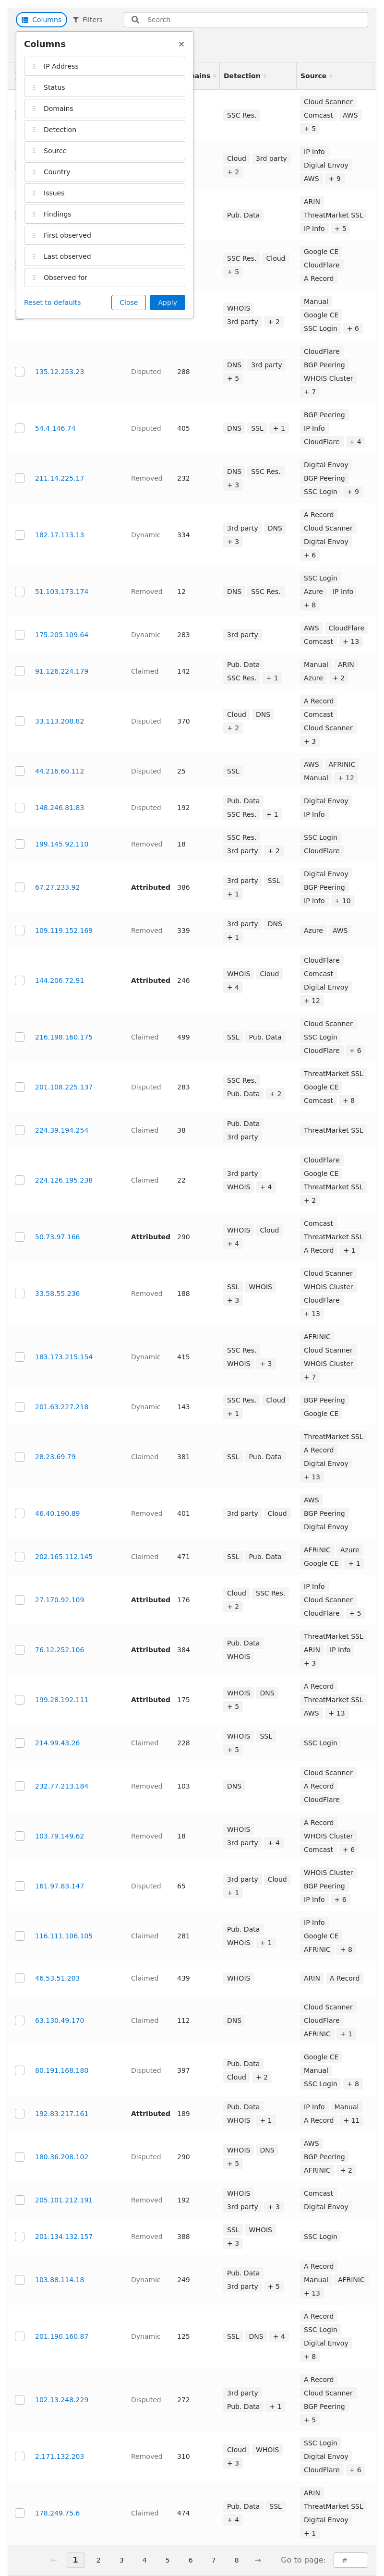 Columns Filters Search
Columns ×
IP Address
Status
Domains
Detection
Source
Country
Issues
Findings
First observed
Last observed
Observed for
Reset to defaults Close Apply
ains Detection Source
SSC Res.
Cloud Scanner
Comcast AWS
+ 5
Cloud 3rd party
+ 2
IP Info
Digital Envoy
AWS + 9
Pub. Data
ARIN
ThreatMarket SSL
IP Info + 5
SSC Res. Cloud
+ 5
Google CE
CloudFlare
A Record
WHOIS
3rd party + 2
Manual
Google CE
SSC Login + 6
135.12.253.23 Disputed 288
DNS 3rd party
+ 5
CloudFlare
BGP Peering
WHOIS Cluster
+ 7
54.4.146.74 Disputed 405
DNS SSL + 1
BGP Peering
IP Info
CloudFlare + 4
211.14.225.17 Removed 232
DNS SSC Res.
+ 3
Digital Envoy
BGP Peering
SSC Login + 9
182.17.113.13 Dynamic 334
3rd party DNS
+ 3
A Record
Cloud Scanner
Digital Envoy
+ 6
51.103.173.174 Removed 12
DNS SSC Res.
SSC Login
Azure IP Info
+ 8
175.205.109.64 Dynamic 283
3rd party
AWS CloudFlare
Comcast + 13
91.126.224.179 Claimed 142
Pub. Data
SSC Res. + 1
Manual ARIN
Azure + 2
33.113.208.82 Disputed 370
Cloud DNS
+ 2
A Record
Comcast
Cloud Scanner
+ 3
44.216.60.112 Disputed 25
SSL
AWS AFRINIC
Manual + 12
148.246.81.83 Disputed 192
Pub. Data
SSC Res. + 1
Digital Envoy
IP Info
199.145.92.110 Removed 18
SSC Res.
3rd party + 2
SSC Login
CloudFlare
67.27.233.92 Attributed 386
3rd party SSL
+ 1
Digital Envoy
BGP Peering
IP Info + 10
109.119.152.169 Removed 339
3rd party DNS
+ 1
Azure AWS
144.206.72.91 Attributed 246
WHOIS Cloud
+ 4
CloudFlare
Comcast
Digital Envoy
+ 12
216.198.160.175 Claimed 499
SSL Pub. Data
Cloud Scanner
SSC Login
CloudFlare + 6
201.108.225.137 Disputed 283
SSC Res.
Pub. Data + 2
ThreatMarket SSL
Google CE
Comcast + 8
224.39.194.254 Claimed 38
Pub. Data
3rd party
ThreatMarket SSL
224.126.195.238 Claimed 22
3rd party
WHOIS + 4
CloudFlare
Google CE
ThreatMarket SSL
+ 2
50.73.97.166 Attributed 290
WHOIS Cloud
+ 4
Comcast
ThreatMarket SSL
A Record + 1
33.58.55.236 Removed 188
SSL WHOIS
+ 3
Cloud Scanner
WHOIS Cluster
CloudFlare
+ 13
183.173.215.154 Dynamic 415
SSC Res.
WHOIS + 3
AFRINIC
Cloud Scanner
WHOIS Cluster
+ 7
201.63.227.218 Dynamic 143
SSC Res. Cloud
+ 1
BGP Peering
Google CE
28.23.69.79 Claimed 381
SSL Pub. Data
ThreatMarket SSL
A Record
Digital Envoy
+ 13
46.40.190.89 Removed 401
3rd party Cloud
AWS
BGP Peering
Digital Envoy
202.165.112.145 Claimed 471
SSL Pub. Data
AFRINIC Azure
Google CE + 1
27.170.92.109 Attributed 176
Cloud SSC Res.
+ 2
IP Info
Cloud Scanner
CloudFlare + 5
76.12.252.106 Attributed 384
Pub. Data
WHOIS
ThreatMarket SSL
ARIN IP Info
+ 3
199.28.192.111 Attributed 175
WHOIS DNS
+ 5
A Record
ThreatMarket SSL
AWS + 13
214.99.43.26 Claimed 228
WHOIS SSL
+ 5
SSC Login
232.77.213.184 Removed 103
DNS
Cloud Scanner
A Record
CloudFlare
103.79.149.62 Removed 18
WHOIS
3rd party + 4
A Record
WHOIS Cluster
Comcast + 6
161.97.83.147 Disputed 65
3rd party Cloud
+ 1
WHOIS Cluster
BGP Peering
IP Info + 6
116.111.106.105 Claimed 281
Pub. Data
WHOIS + 1
IP Info
Google CE
AFRINIC + 8
46.53.51.203 Claimed 439
WHOIS
ARIN A Record
63.130.49.170 Claimed 112
DNS
Cloud Scanner
CloudFlare
AFRINIC + 1
80.191.168.180 Disputed 397
Pub. Data
Cloud + 2
Google CE
Manual
SSC Login + 8
192.83.217.161 Attributed 189
Pub. Data
WHOIS + 1
IP Info Manual
A Record + 11
180.36.208.102 Disputed 290
WHOIS DNS
+ 5
AWS
BGP Peering
AFRINIC + 2
205.101.212.191 Removed 192
WHOIS
3rd party + 3
Comcast
Digital Envoy
201.134.132.157 Removed 388
SSL WHOIS
+ 3
SSC Login
103.88.114.18 Dynamic 249
Pub. Data
3rd party + 5
A Record
Manual AFRINIC
+ 13
201.190.160.87 Dynamic 125
SSL DNS + 4
A Record
SSC Login
Digital Envoy
+ 8
102.13.248.229 Disputed 272
3rd party
Pub. Data + 1
A Record
Cloud Scanner
BGP Peering
+ 5
2.171.132.203 Removed 310
Cloud WHOIS
+ 3
SSC Login
Digital Envoy
CloudFlare + 6
178.249.75.6 Claimed 474
Pub. Data SSL
+ 4
ARIN
ThreatMarket SSL
Digital Envoy
+ 1
← 1 2 3 4 5 6 7 8 → Go to page: #